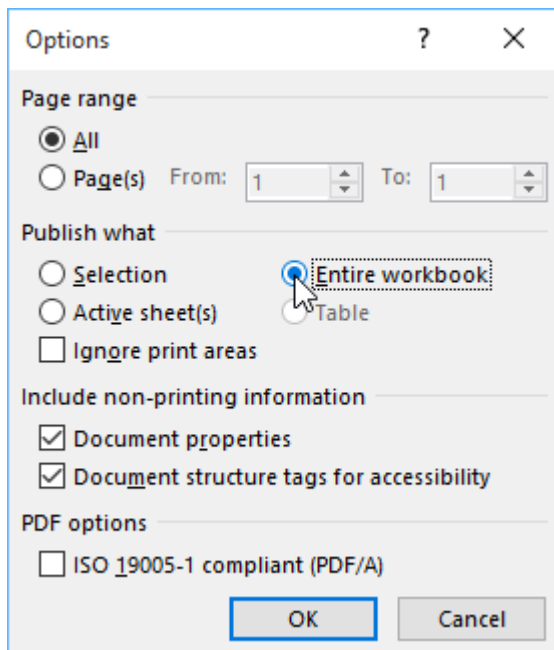 Options ?
Page range
All
Page(s) From: 1 To: 1
Publish what
Selection Entire workbook
Active sheet(s) Table
Ignore print areas
Include non-printing information
Document properties
Document structure tags for accessibility
PDF options
ISO 19005-1 compliant (PDF/A)
OK Cancel